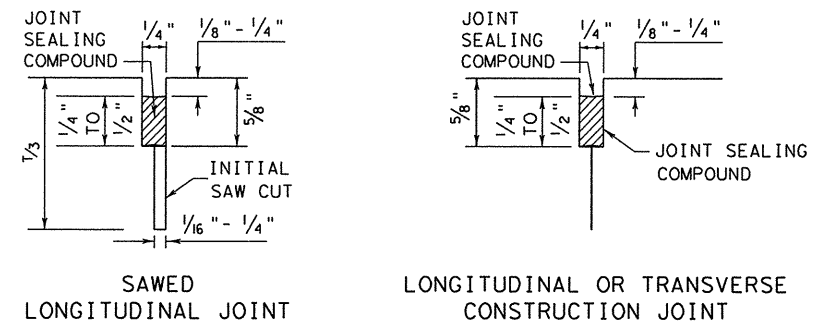 JOINT
SEALING
COMPOUND
1/4"
1/8" - 1/4"
T/3
1/4"
TO
1/2"
5/8"
INITIAL
SAW CUT
1/16" - 1/4"
SAWED
LONGITUDINAL JOINT
JOINT
SEALING
COMPOUND
1/4"
1/8" - 1/4"
5/8"
1/4"
TO
1/2"
JOINT SEALING
COMPOUND
LONGITUDINAL OR TRANSVERSE
CONSTRUCTION JOINT